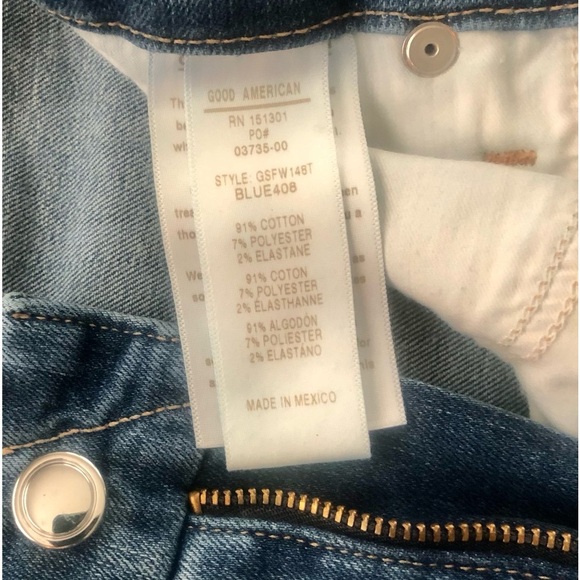 GOOD AMERICAN
RN 151301
PO#
03735-00
STYLE: GSFW146T
BLUE408
91% COTTON
7% POLYESTER
2% ELASTANE
91% COTON
7% POLYESTER
2% ÉLASTHANNE
91% ALGODÓN
7% POLIESTER
2% ELASTANO
MADE IN MEXICO